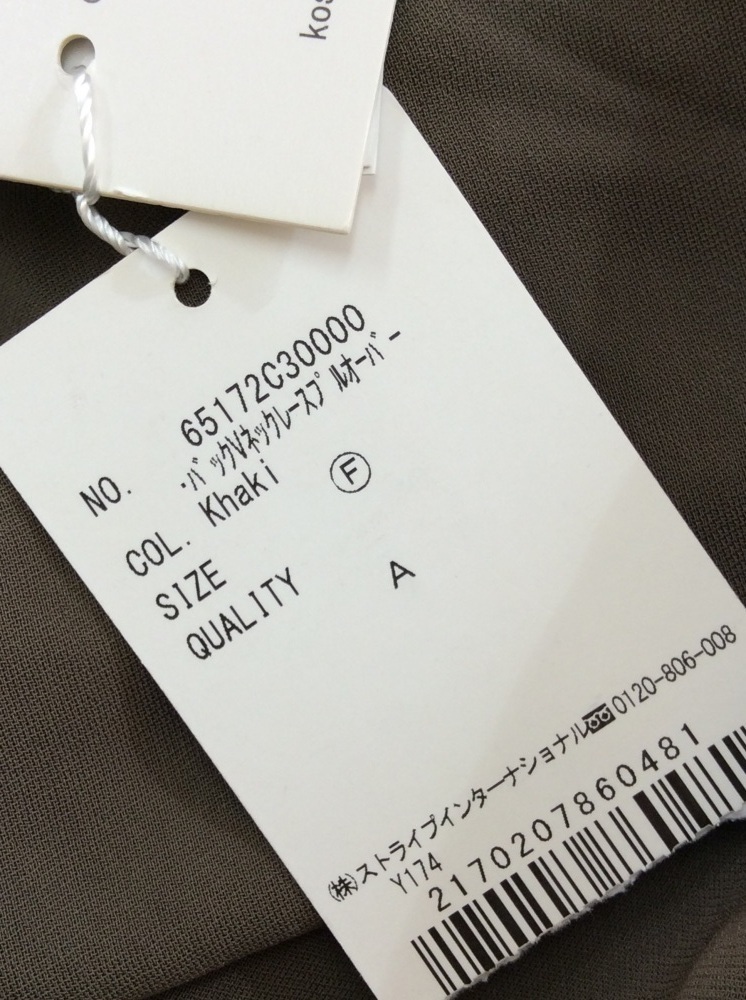 kos
NO. 65172C30000
・バックVネックレースプルオーバー
COL. Khaki
SIZE Ⓕ
QUALITY A
㈱ストライプインターナショナル 0120-806-008
Y174
2170207860481